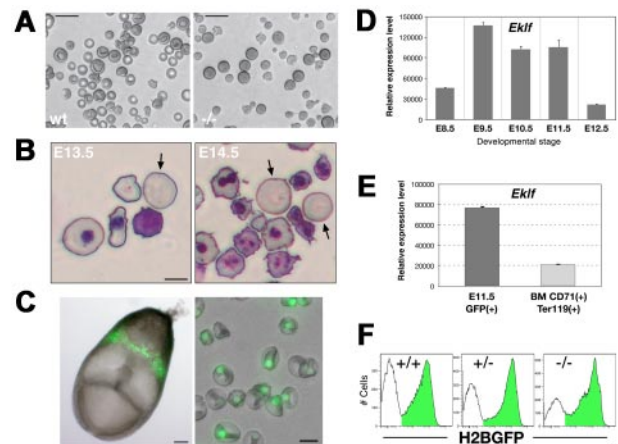 A
wt
-/-
B
E13.5
E14.5
C
D
Eklf
Relative expression level
150000
120000
90000
60000
30000
0
E8.5
E9.5
E10.5
E11.5
E12.5
Developmental stage
E
Eklf
Relative expression level
100000
80000
60000
40000
20000
0
E11.5
GFP(+)
BM CD71(+)
Ter119(+)
F
# Cells
+/+
+/-
-/-
H2BGFP